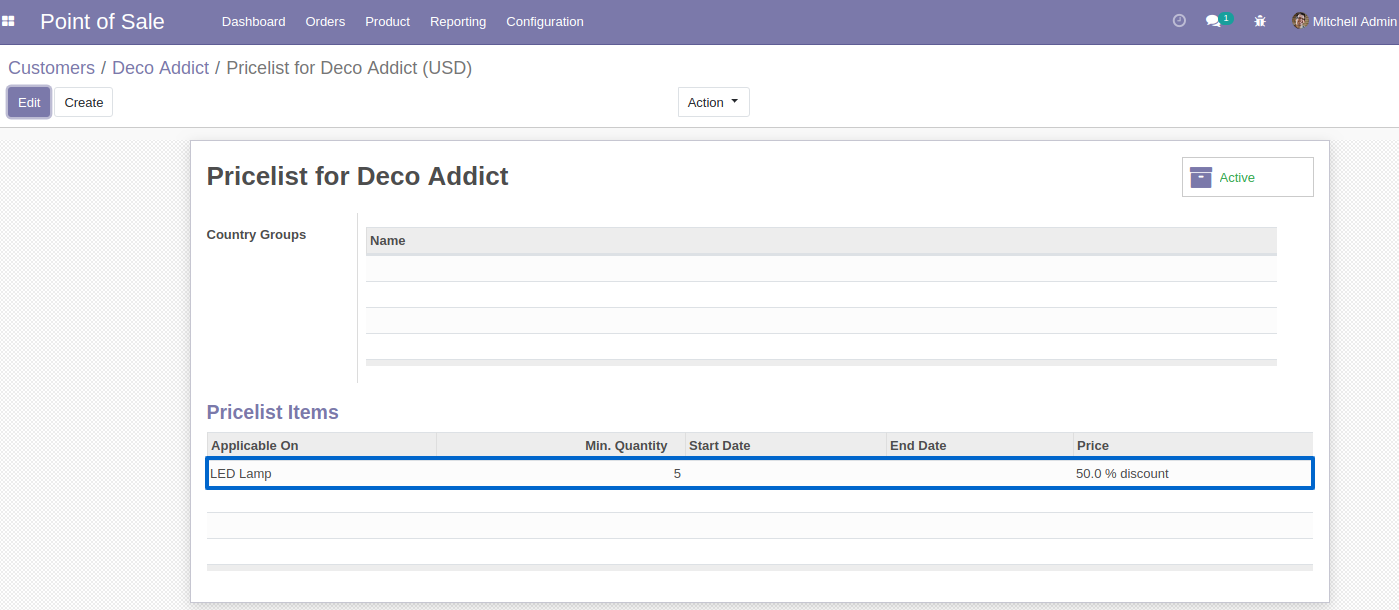 Point of Sale Dashboard Orders Product Reporting Configuration 1 Mitchell Admin
Customers / Deco Addict / Pricelist for Deco Addict (USD)
Edit Create Action
Pricelist for Deco Addict
Active
Country Groups
Name
Pricelist Items
Applicable On Min. Quantity Start Date End Date Price
LED Lamp 5 50.0 % discount